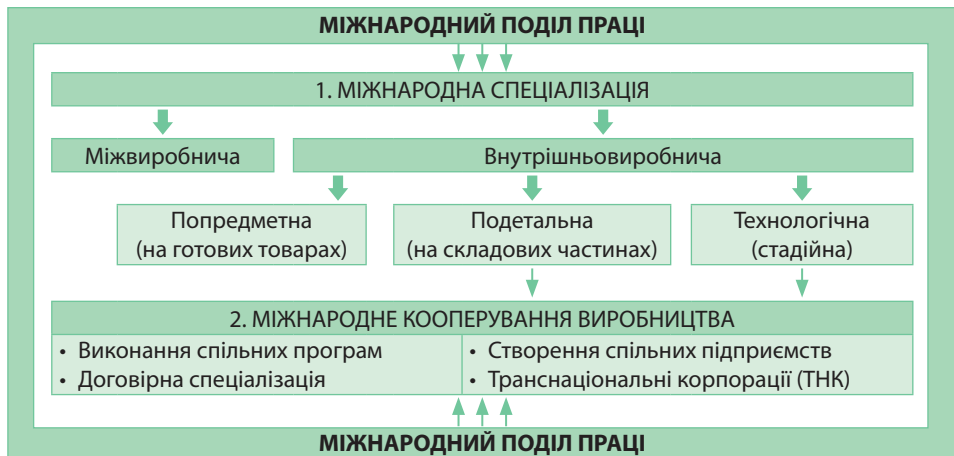 МІЖНАРОДНИЙ ПОДІЛ ПРАЦІ
1. МІЖНАРОДНА СПЕЦІАЛІЗАЦІЯ
Міжвиробнича
Внутрішньовиробнича
Попредметна
(на готових товарах)
Подетальна
(на складових частинах)
Технологічна
(стадійна)
2. МІЖНАРОДНЕ КООПЕРУВАННЯ ВИРОБНИЦТВА
• Виконання спільних програм
• Договірна спеціалізація
• Створення спільних підприємств
• Транснаціональні корпорації (ТНК)
МІЖНАРОДНИЙ ПОДІЛ ПРАЦІ